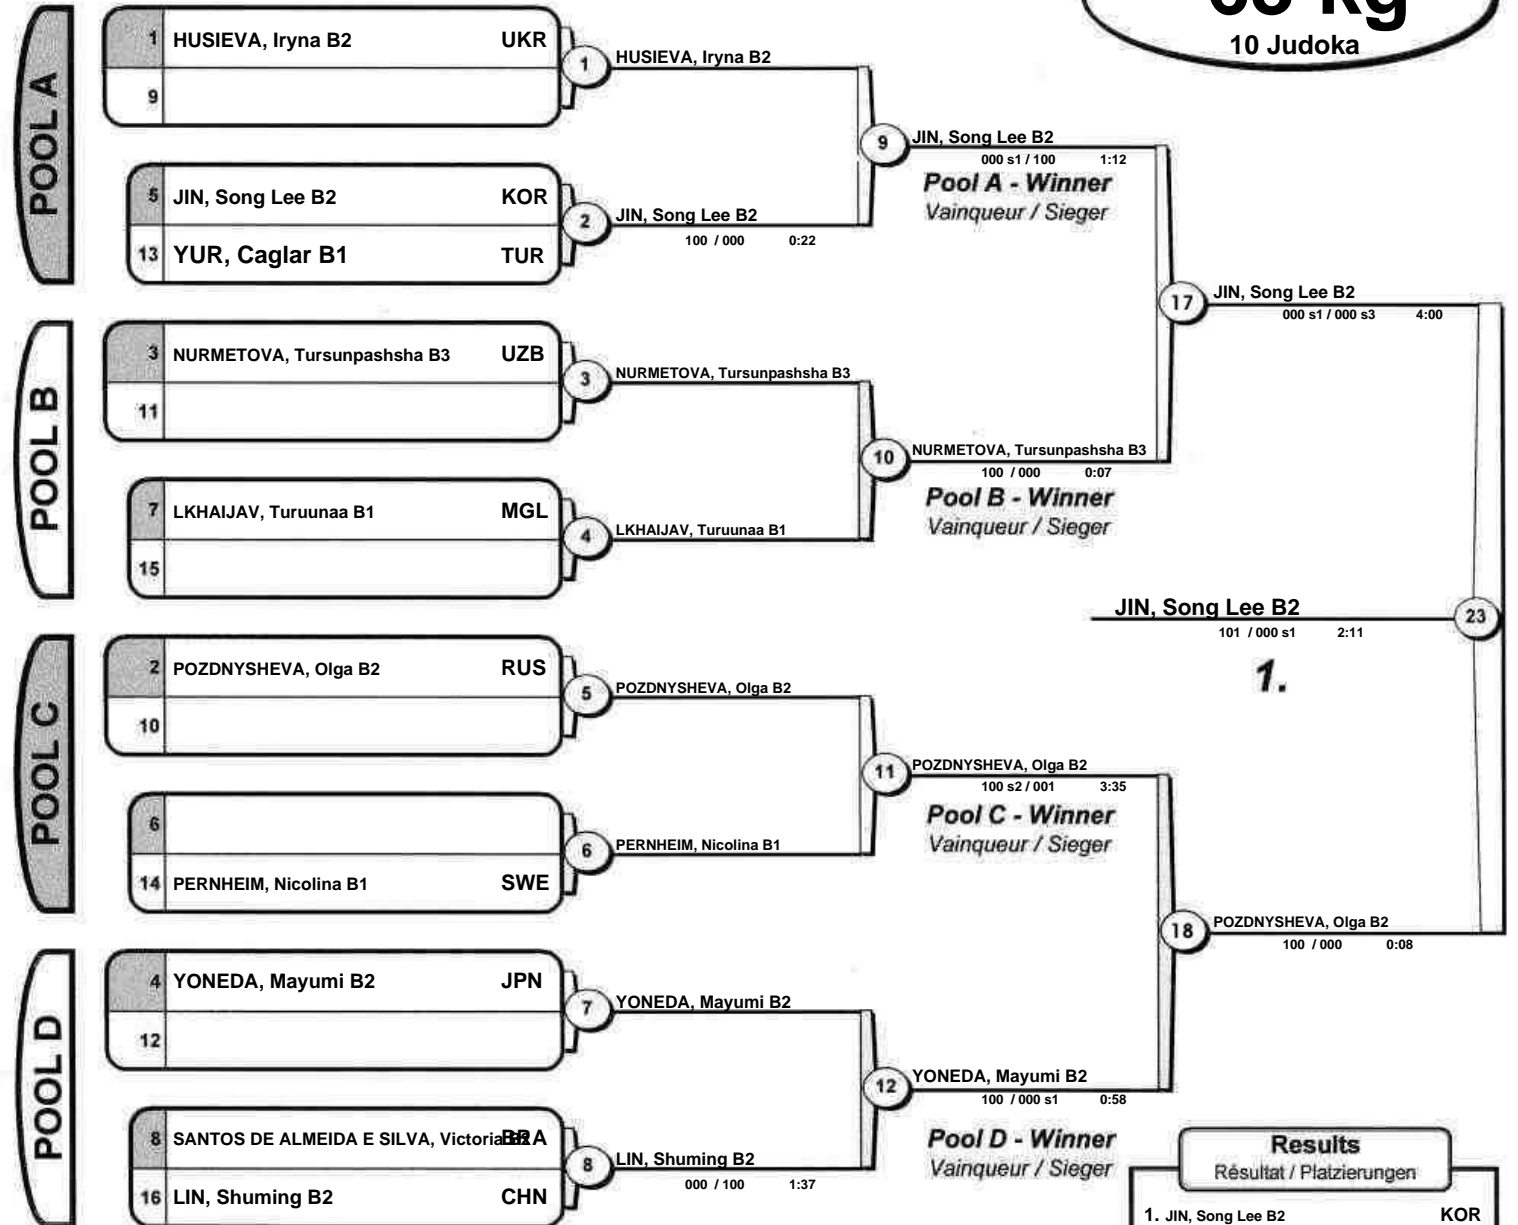 63 kg
10 Judoka
POOL A
1 HUSIEVA, Iryna B2 UKR
9
1 HUSIEVA, Iryna B2
5 JIN, Song Lee B2 KOR
13 YUR, Caglar B1 TUR
2 JIN, Song Lee B2
100 / 000 0:22
9 JIN, Song Lee B2
000 s1 / 100 1:12
Pool A - Winner
Vainqueur / Sieger
POOL B
3 NURMETOVA, Tursunpashsha B3 UZB
11
3 NURMETOVA, Tursunpashsha B3
7 LKHAIJAV, Turuunaa B1 MGL
15
4 LKHAIJAV, Turuunaa B1
10 NURMETOVA, Tursunpashsha B3
100 / 000 0:07
Pool B - Winner
Vainqueur / Sieger
17 JIN, Song Lee B2
000 s1 / 000 s3 4:00
JIN, Song Lee B2 23
101 / 000 s1 2:11
1.
POOL C
2 POZDNYSHEVA, Olga B2 RUS
10
5 POZDNYSHEVA, Olga B2
6
14 PERNHEIM, Nicolina B1 SWE
6 PERNHEIM, Nicolina B1
11 POZDNYSHEVA, Olga B2
100 s2 / 001 3:35
Pool C - Winner
Vainqueur / Sieger
18 POZDNYSHEVA, Olga B2
100 / 000 0:08
POOL D
4 YONEDA, Mayumi B2 JPN
12
7 YONEDA, Mayumi B2
8 SANTOS DE ALMEIDA E SILVA, Victoria B2 BRA
16 LIN, Shuming B2 CHN
8 LIN, Shuming B2
000 / 100 1:37
12 YONEDA, Mayumi B2
100 / 000 s1 0:58
Pool D - Winner
Vainqueur / Sieger
Results
Résultat / Platzierungen
1. JIN, Song Lee B2 KOR